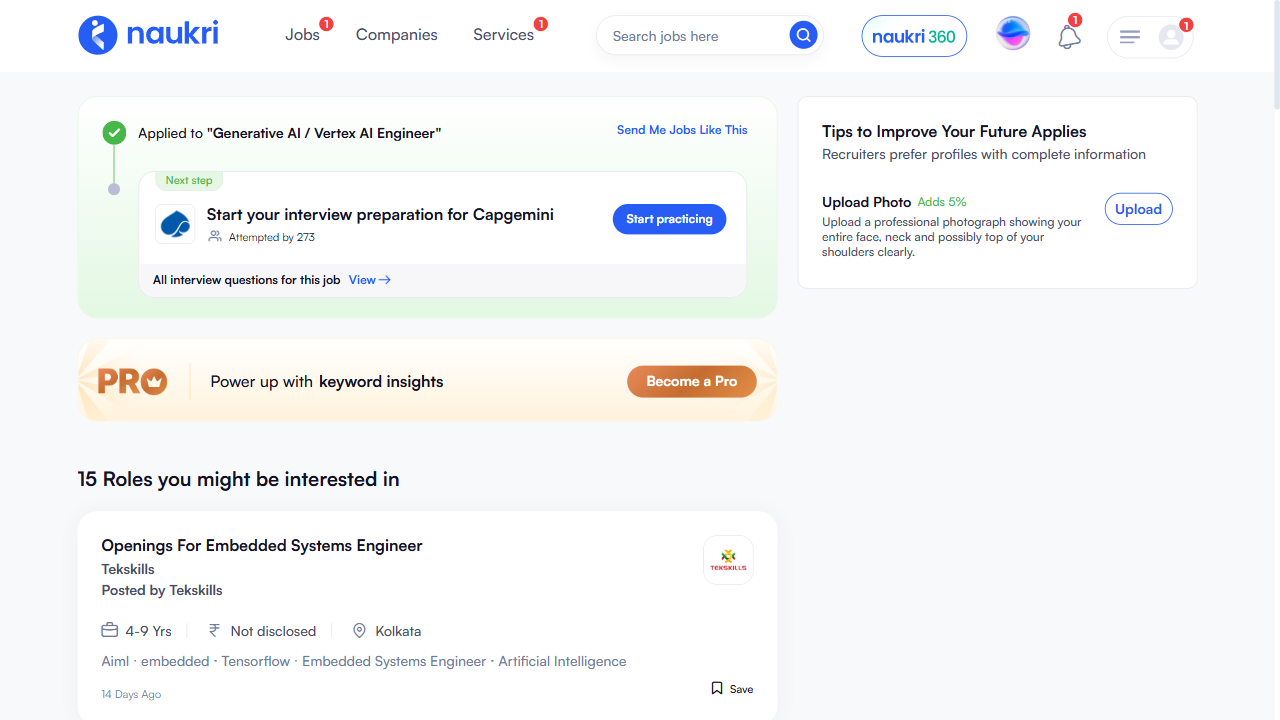 naukri
Jobs 1
Companies
Services 1
Search jobs here
naukri 360
1
1
Applied to "Generative AI / Vertex AI Engineer"
Send Me Jobs Like This
Next step
Start your interview preparation for Capgemini
Attempted by 273
Start practicing
All interview questions for this job View
Tips to Improve Your Future Applies
Recruiters prefer profiles with complete information
Upload Photo Adds 5%
Upload a professional photograph showing your
entire face, neck and possibly top of your
shoulders clearly.
Upload
PRO
Power up with keyword insights
Become a Pro
15 Roles you might be interested in
Openings For Embedded Systems Engineer
Tekskills
Posted by Tekskills
TEKSKILLS
4-9 Yrs
₹ Not disclosed
Kolkata
Aiml · embedded · Tensorflow · Embedded Systems Engineer · Artificial Intelligence
14 Days Ago
Save